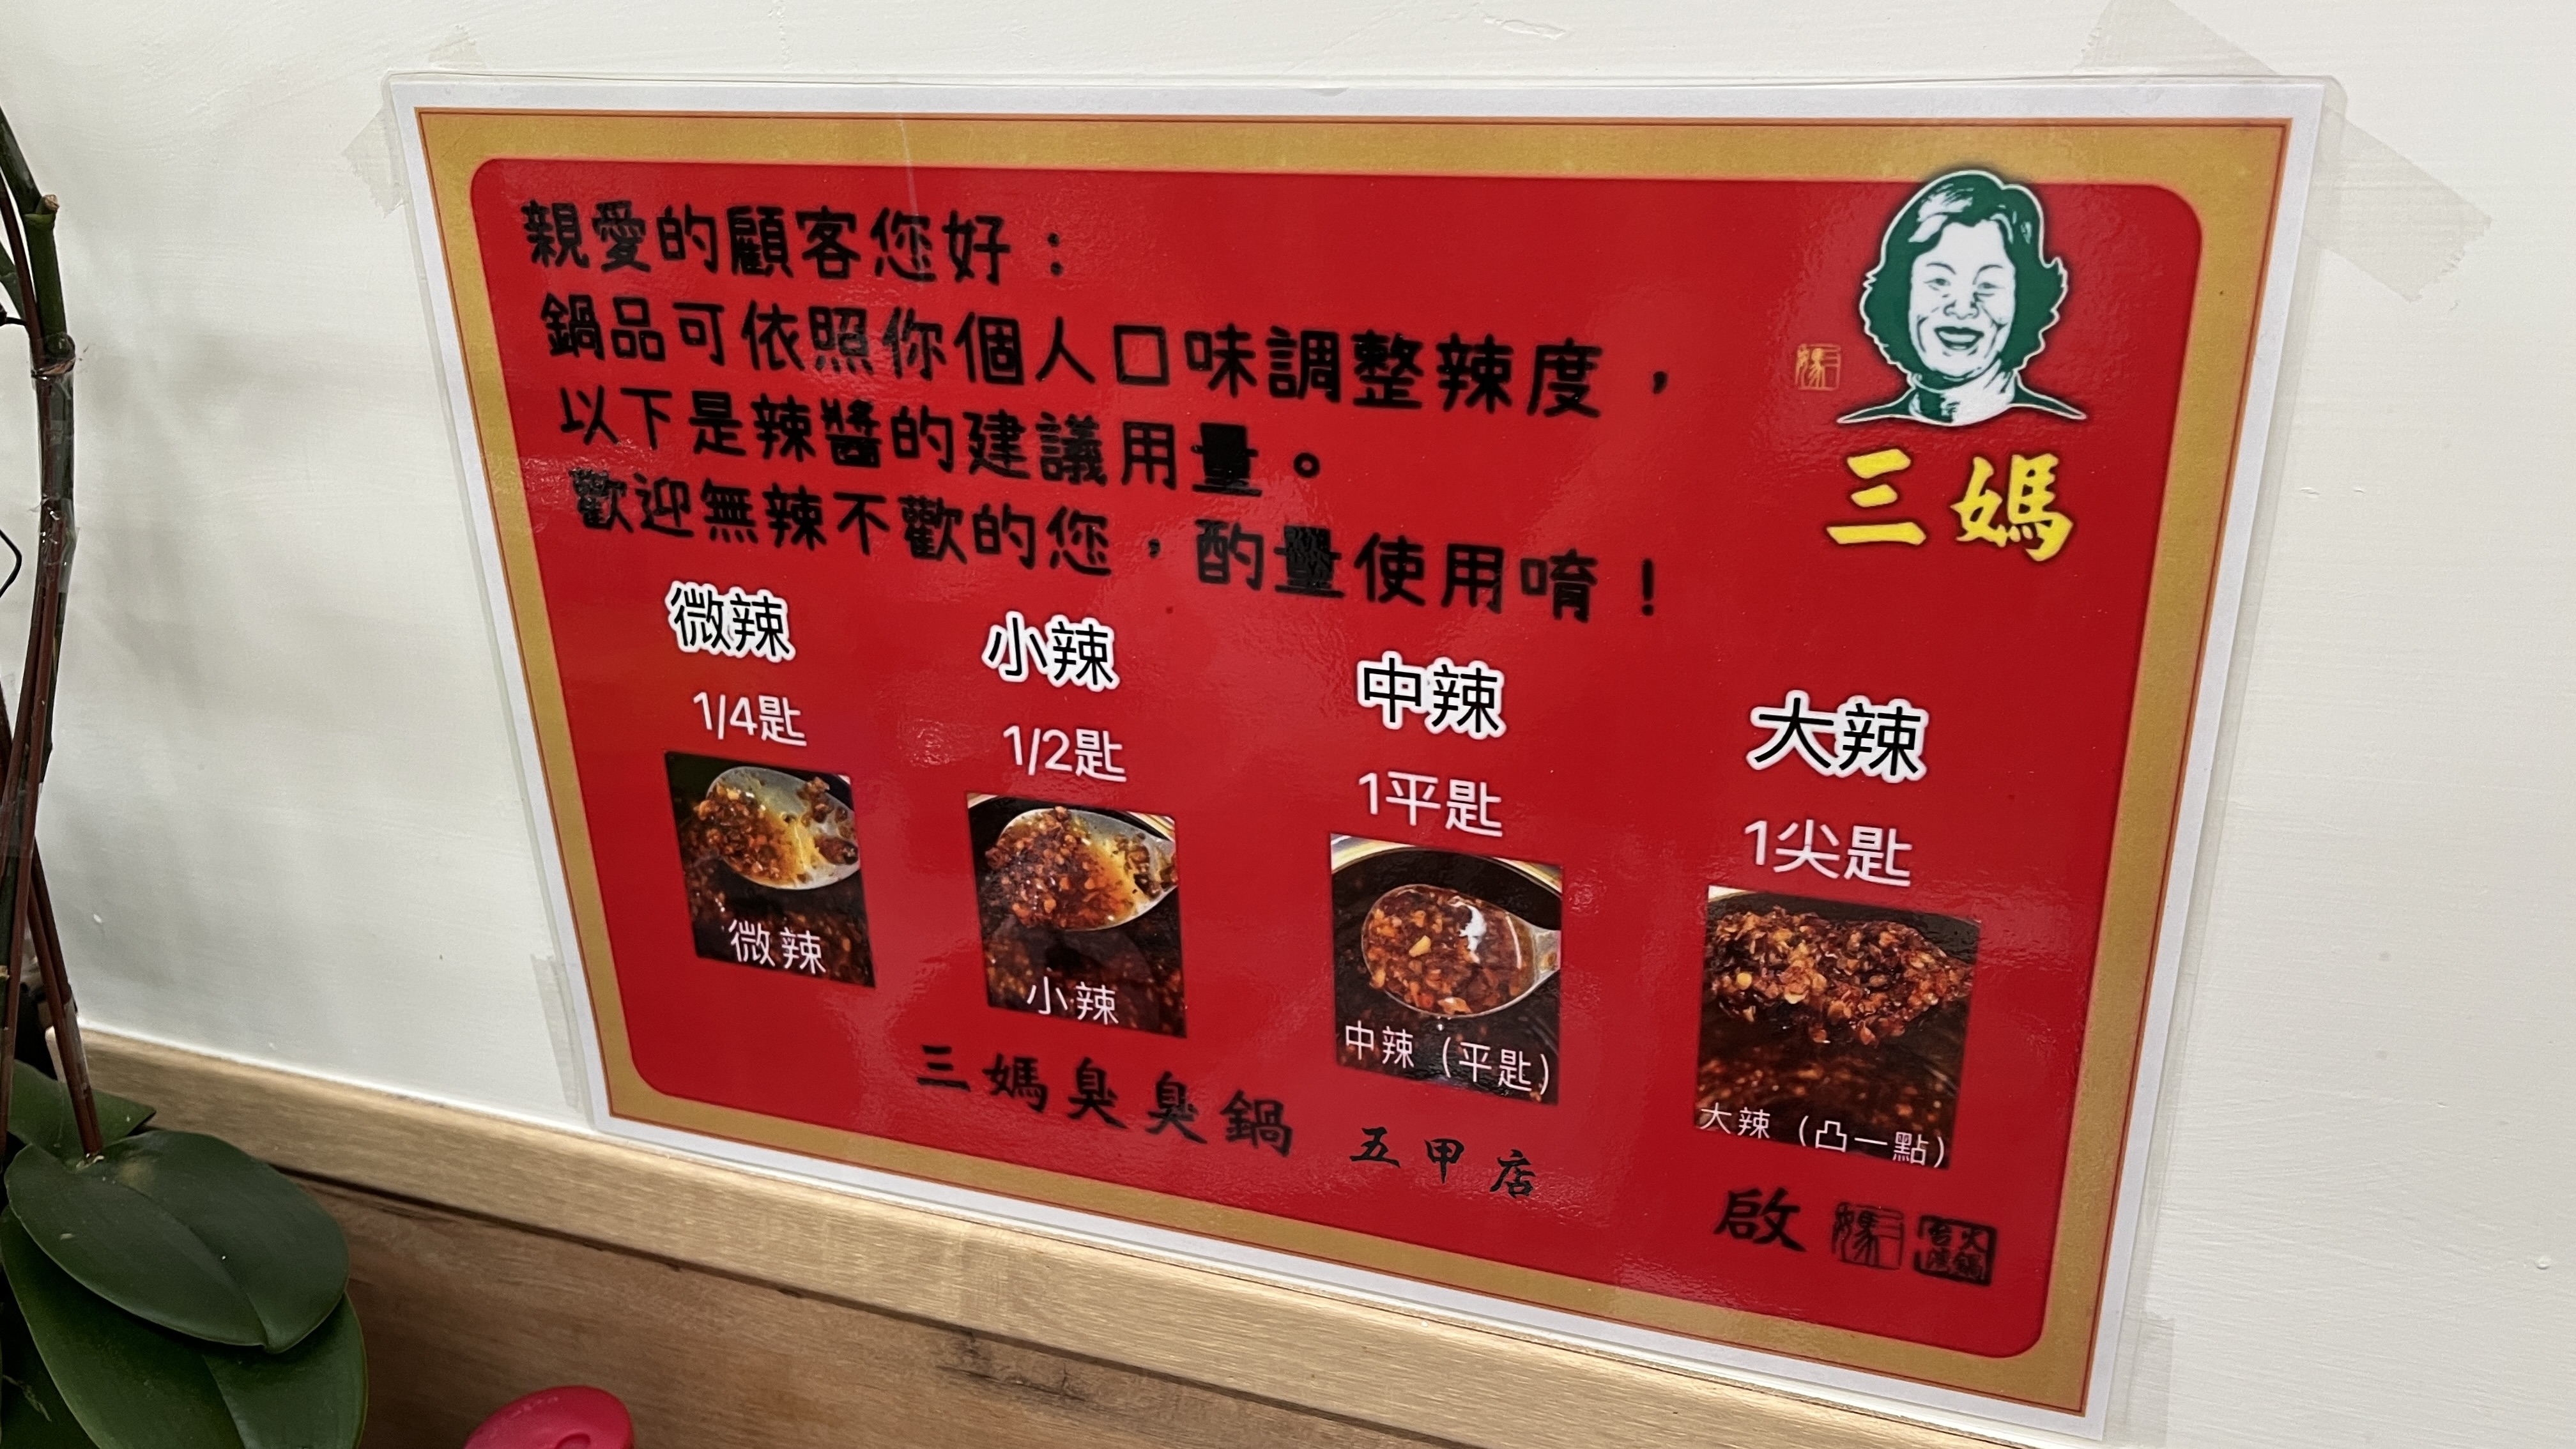 親愛的顧客您好：
鍋品可依照你個人口味調整辣度，
以下是辣醬的建議用量。
歡迎無辣不歡的您，酌量使用唷！
三媽
微辣
1/4匙
微辣
小辣
1/2匙
小辣
中辣
1平匙
中辣（平匙）
大辣
1尖匙
大辣（凸一點）
三媽臭臭鍋 五甲店
啟